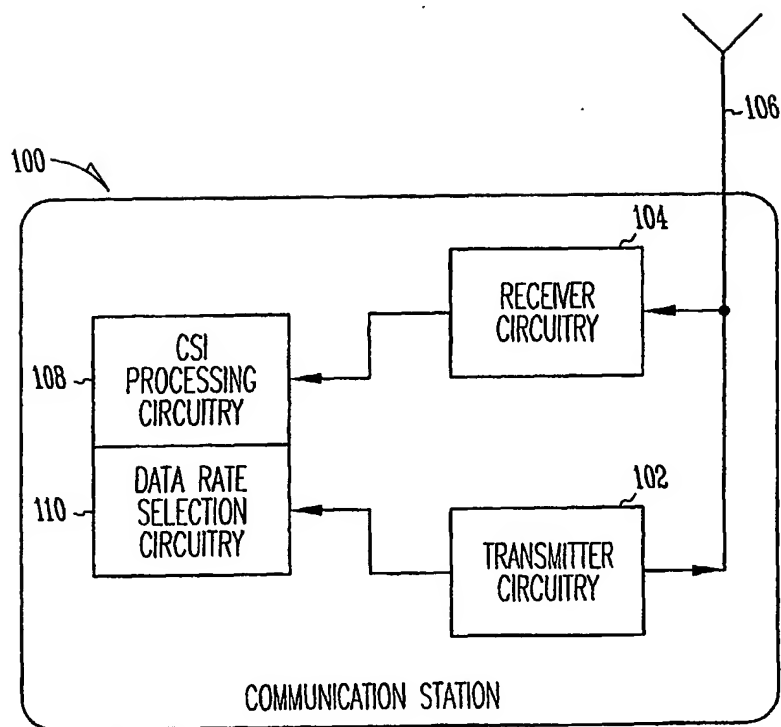 106
100
104
RECEIVER
CIRCUITRY
CSI
PROCESSING
CIRCUITRY
108
DATA RATE
SELECTION
CIRCUITRY
110
102
TRANSMITTER
CIRCUITRY
COMMUNICATION STATION